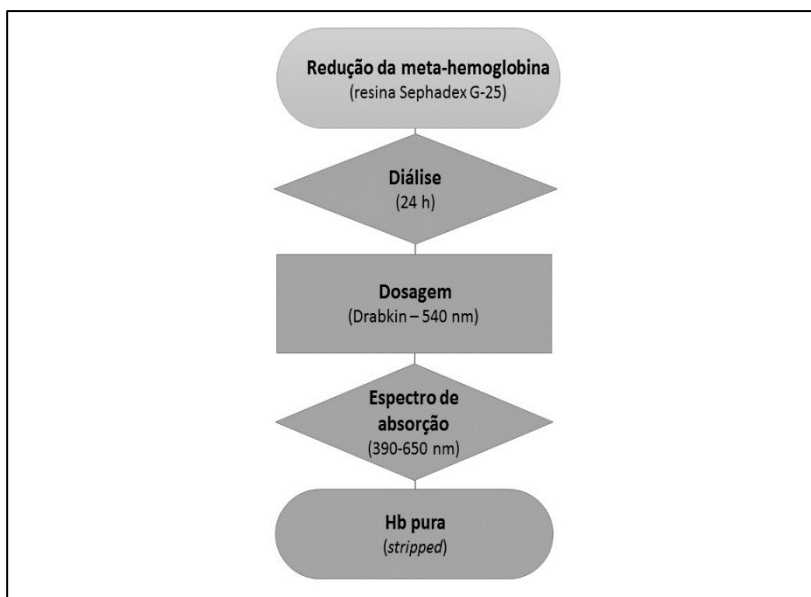 Redução da meta-hemoglobina
(resina Sephadex G-25)
Diálise
(24 h)
Dosagem
(Drabkin – 540 nm)
Espectro de
absorção
(390-650 nm)
Hb pura
(stripped)